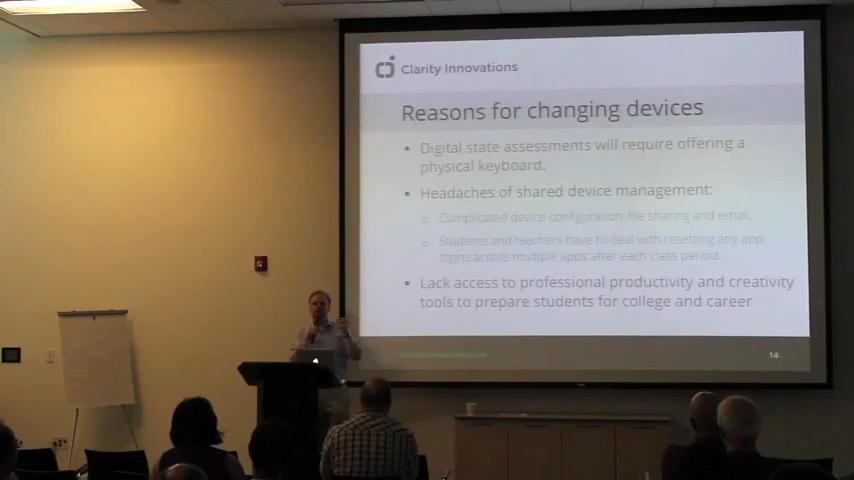 Clarity Innovations
Reasons for changing devices
▪ Digital state assessments will require offering a
physical keyboard.
▪ Headaches of shared device management:
▫ Complicated device configuration, file sharing and email.
▫ Students and teachers have to deal with resetting any app
logins across multiple apps after each class period.
▪ Lack access to professional productivity and creativity
tools to prepare students for college and career
14